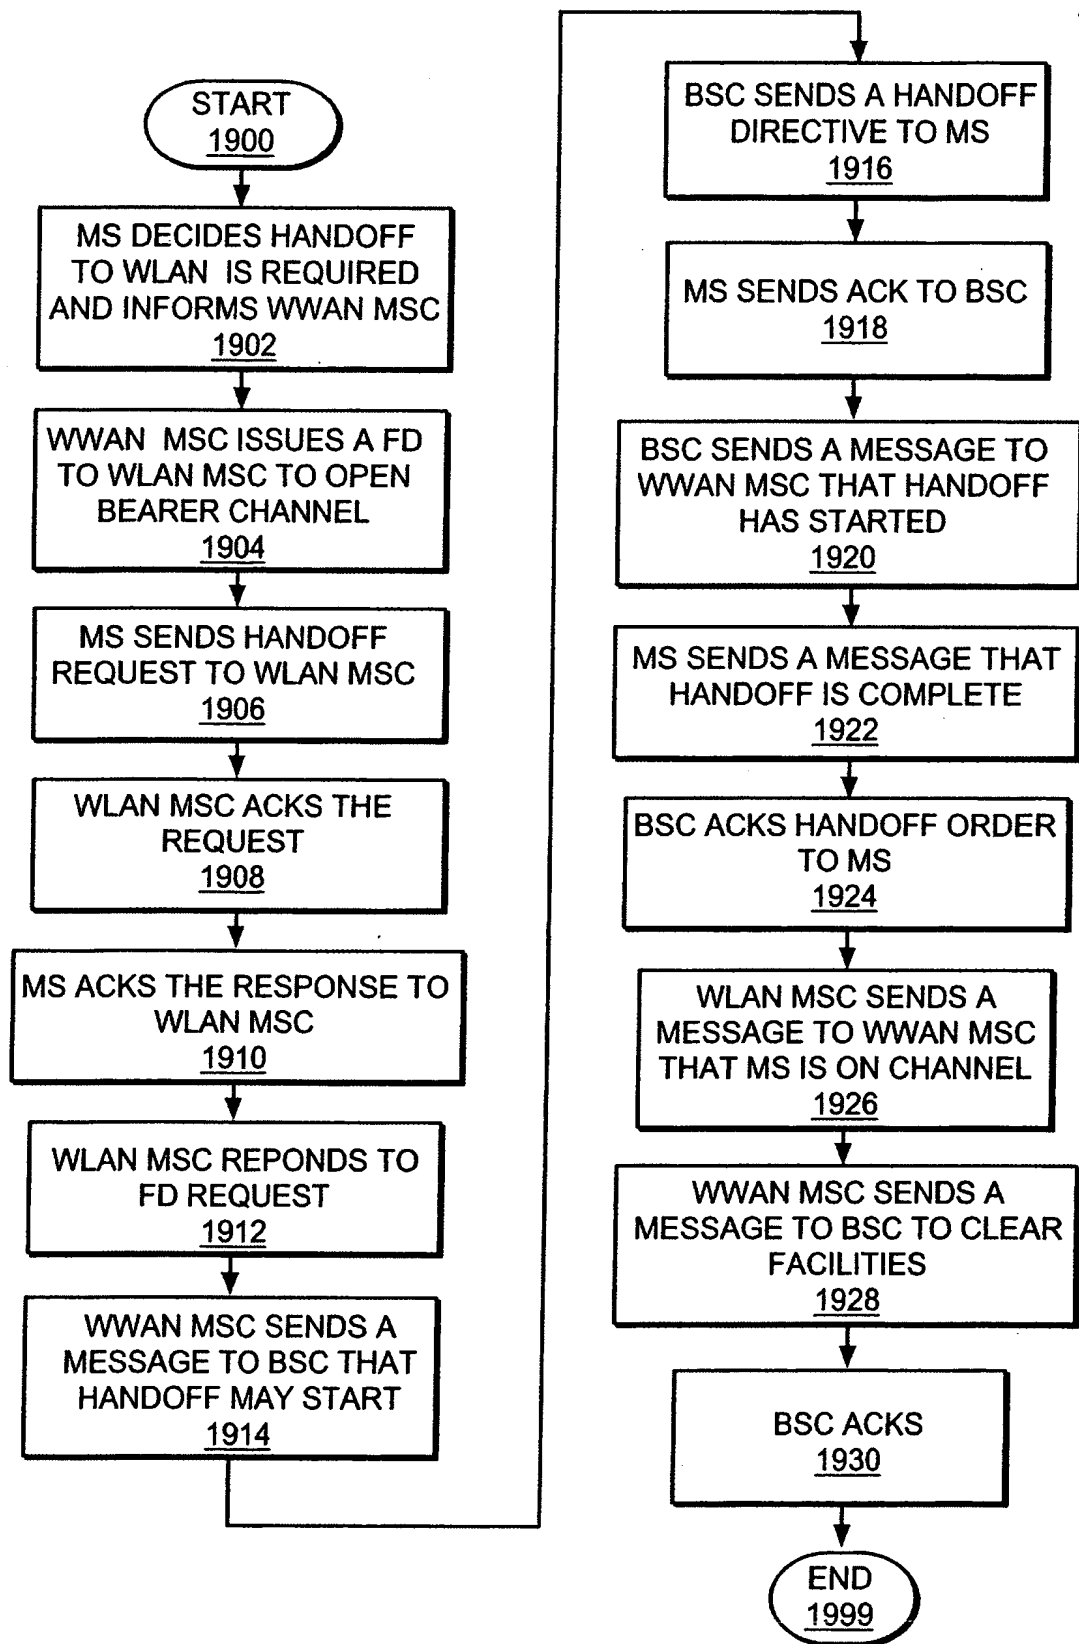 START
1900
MS DECIDES HANDOFF
TO WLAN IS REQUIRED
AND INFORMS WWAN MSC
1902
WWAN MSC ISSUES A FD
TO WLAN MSC TO OPEN
BEARER CHANNEL
1904
MS SENDS HANDOFF
REQUEST TO WLAN MSC
1906
WLAN MSC ACKS THE
REQUEST
1908
MS ACKS THE RESPONSE TO
WLAN MSC
1910
WLAN MSC REPONDS TO
FD REQUEST
1912
WWAN MSC SENDS A
MESSAGE TO BSC THAT
HANDOFF MAY START
1914
BSC SENDS A HANDOFF
DIRECTIVE TO MS
1916
MS SENDS ACK TO BSC
1918
BSC SENDS A MESSAGE TO
WWAN MSC THAT HANDOFF
HAS STARTED
1920
MS SENDS A MESSAGE THAT
HANDOFF IS COMPLETE
1922
BSC ACKS HANDOFF ORDER
TO MS
1924
WLAN MSC SENDS A
MESSAGE TO WWAN MSC
THAT MS IS ON CHANNEL
1926
WWAN MSC SENDS A
MESSAGE TO BSC TO CLEAR
FACILITIES
1928
BSC ACKS
1930
END
1999